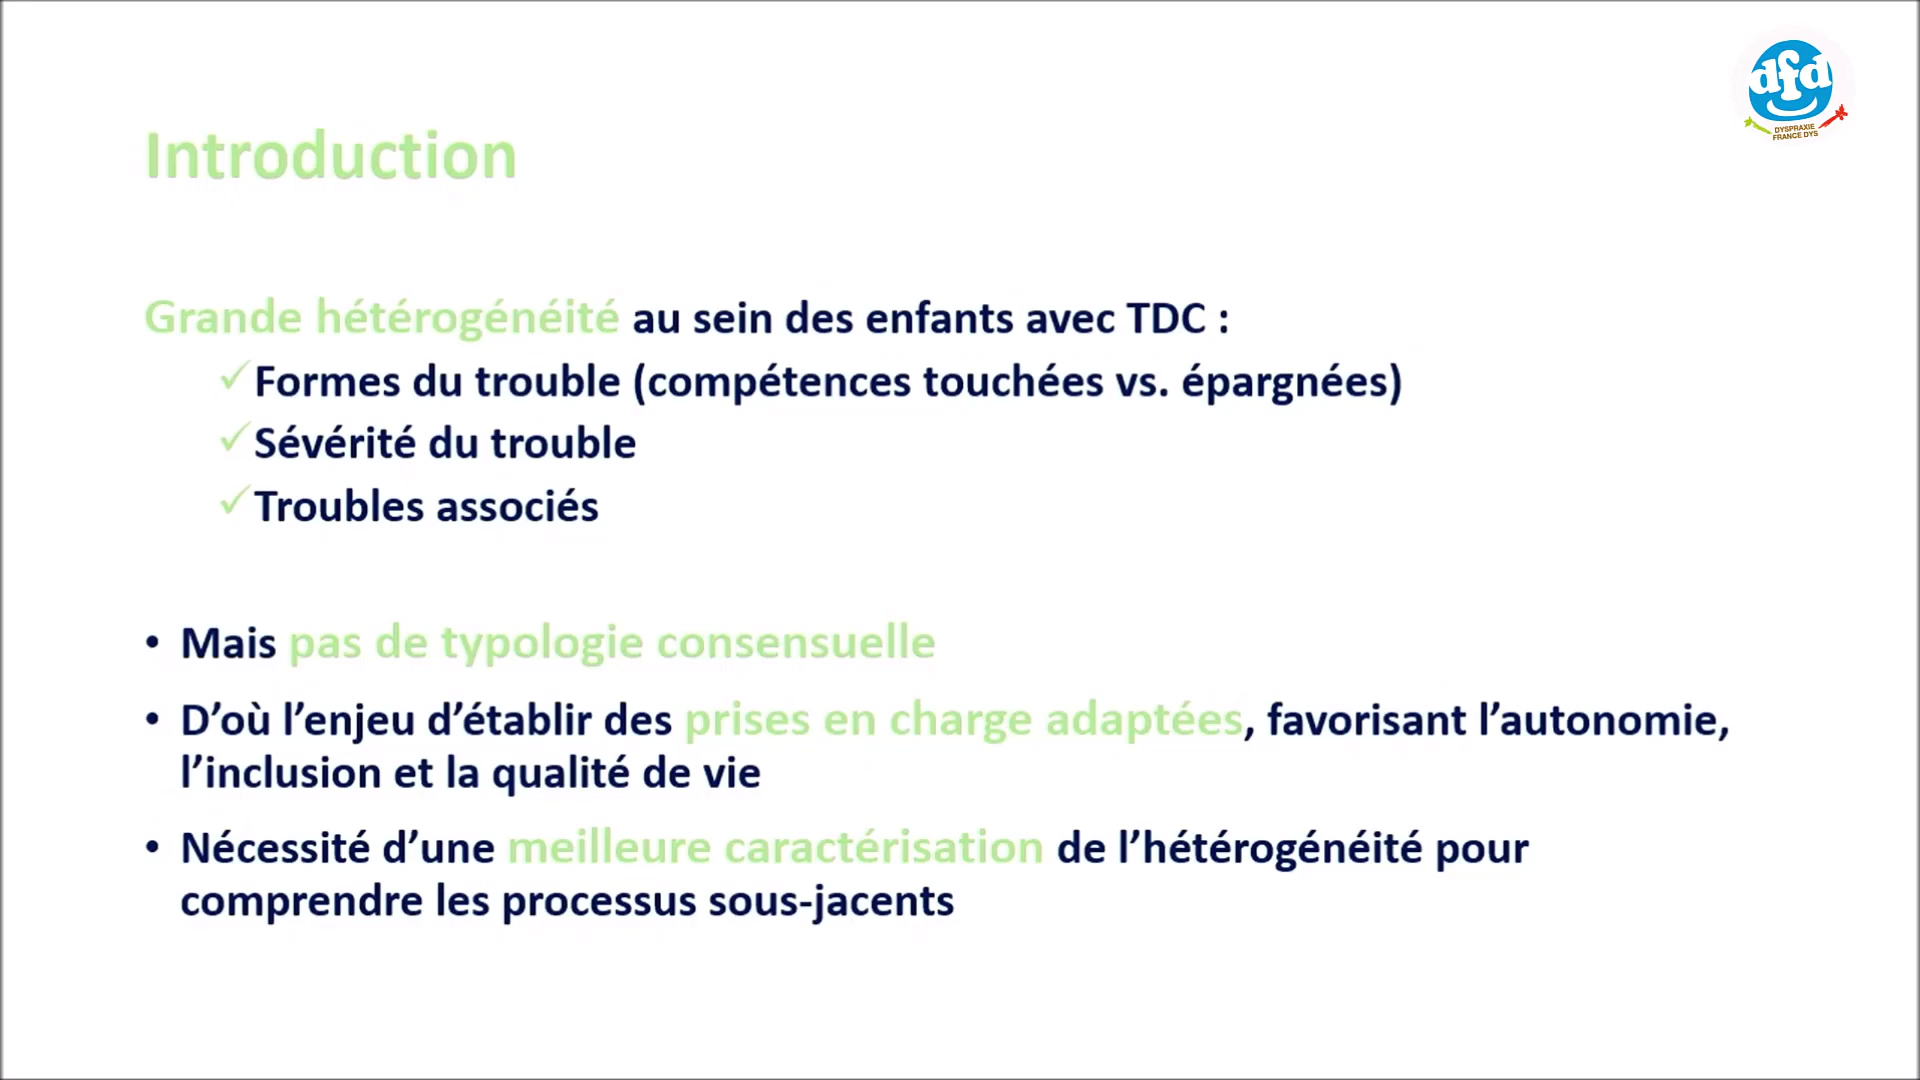 dfd
DYSPRAXIE
FRANCE DYS
Introduction
Grande hétérogénéité au sein des enfants avec TDC :
✓Formes du trouble (compétences touchées vs. épargnées)
✓Sévérité du trouble
✓Troubles associés
• Mais pas de typologie consensuelle
• D’où l’enjeu d’établir des prises en charge adaptées, favorisant l’autonomie,
l’inclusion et la qualité de vie
• Nécessité d’une meilleure caractérisation de l’hétérogénéité pour
comprendre les processus sous-jacents